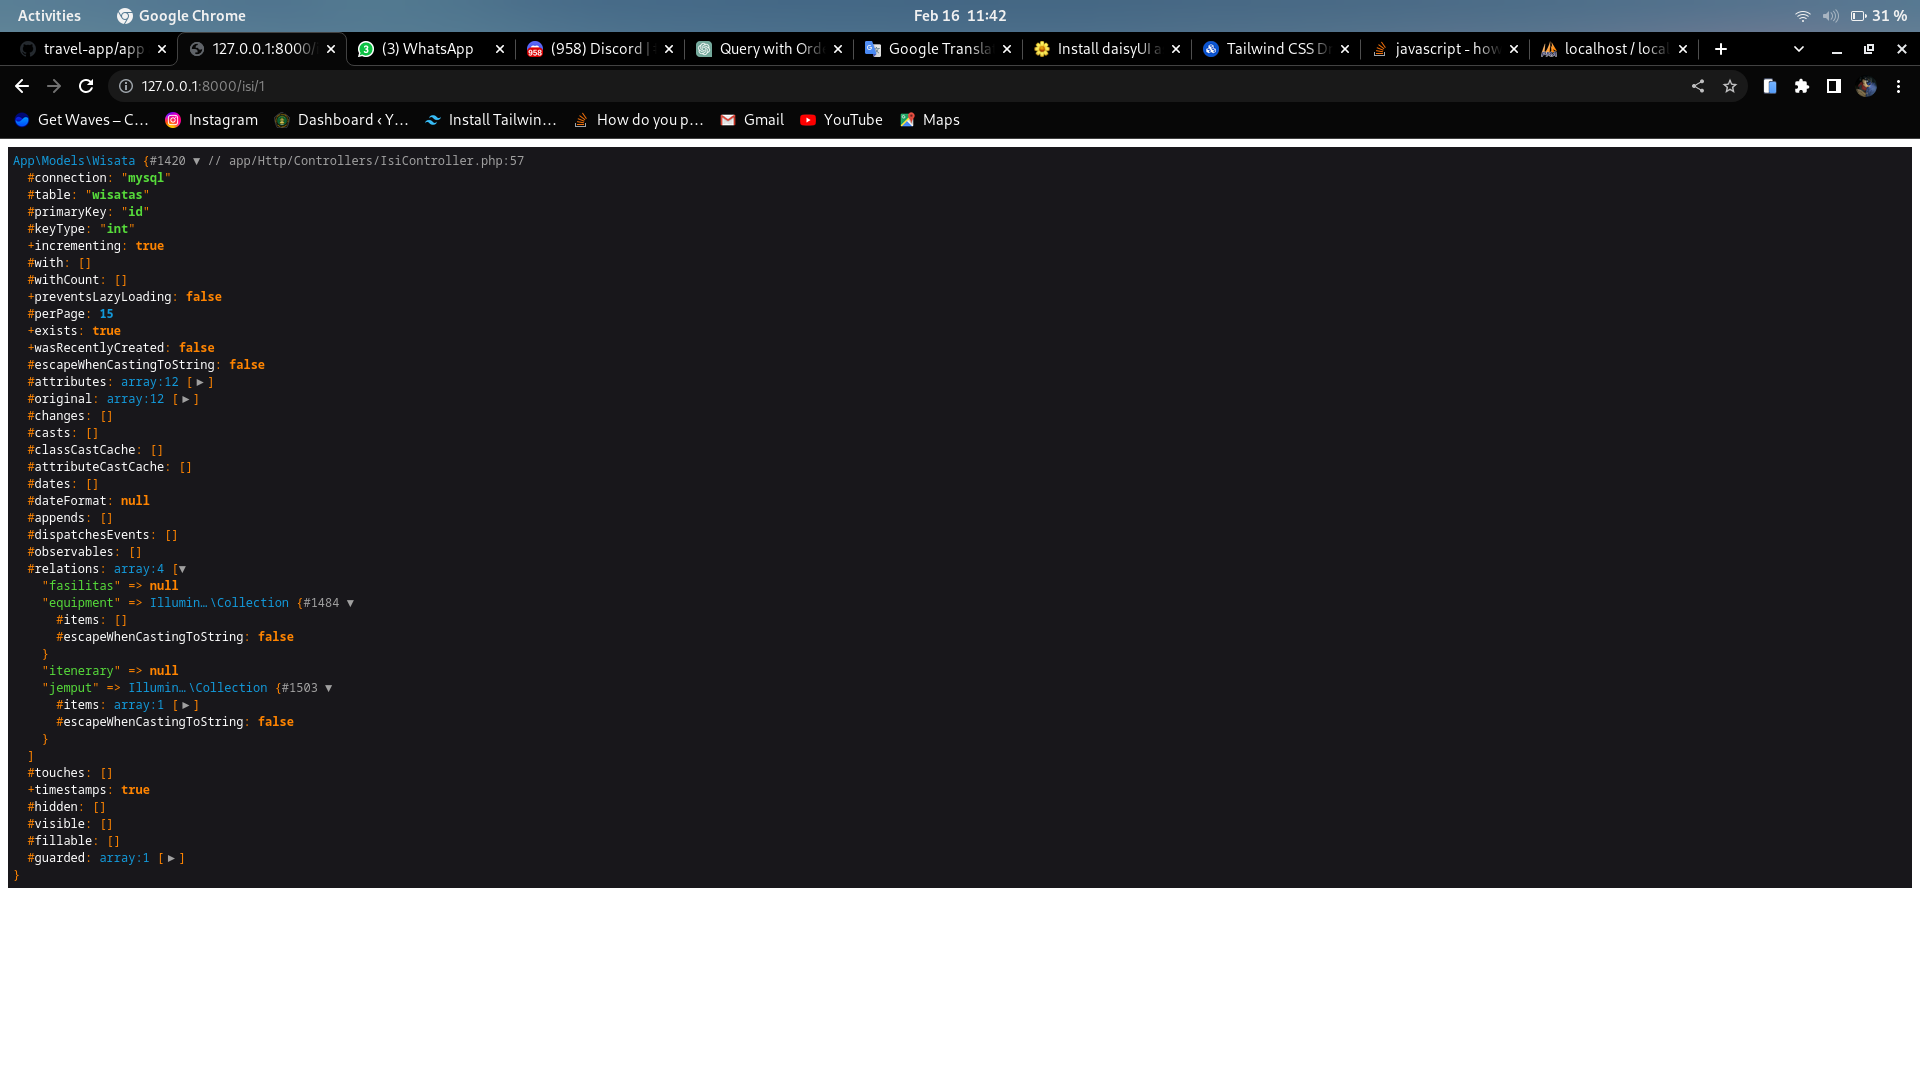 Activities Google Chrome Feb 16 11:42 31 %
travel-app/app 127.0.0.1:8000/ (3) WhatsApp (958) Discord | Query with Ord Google Transla Install daisyUI a Tailwind CSS D javascript - how localhost / local
127.0.0.1:8000/isi/1
Get Waves – C… Instagram Dashboard ‹ Y… Install Tailwin… How do you p… Gmail YouTube Maps
App\Models\Wisata {#1420 ▼ // app/Http/Controllers/IsiController.php:57
#connection: "mysql"
#table: "wisatas"
#primaryKey: "id"
#keyType: "int"
+incrementing: true
#with: []
#withCount: []
+preventsLazyLoading: false
#perPage: 15
+exists: true
+wasRecentlyCreated: false
#escapeWhenCastingToString: false
#attributes: array:12 [▶]
#original: array:12 [▶]
#changes: []
#casts: []
#classCastCache: []
#attributeCastCache: []
#dates: []
#dateFormat: null
#appends: []
#dispatchesEvents: []
#observables: []
#relations: array:4 [▼
"fasilitas" => null
"equipment" => Illumin…\Collection {#1484 ▼
#items: []
#escapeWhenCastingToString: false
}
"itenerary" => null
"jemput" => Illumin…\Collection {#1503 ▼
#items: array:1 [▶]
#escapeWhenCastingToString: false
}
]
#touches: []
+timestamps: true
#hidden: []
#visible: []
#fillable: []
#guarded: array:1 [▶]
}